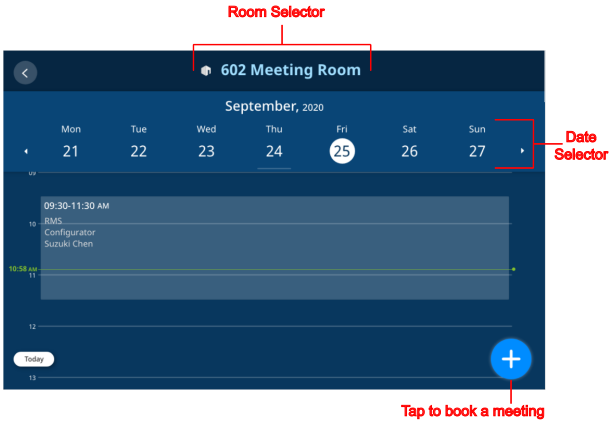 Room Selector
602 Meeting Room
September, 2020
Mon Tue Wed Thu Fri Sat Sun
21 22 23 24 25 26 27
Date
Selector
09
09:30-11:30 AM
RMS
10
Configurator
Suzuki Chen
10:58 AM
11
12
Today
13
Tap to book a meeting